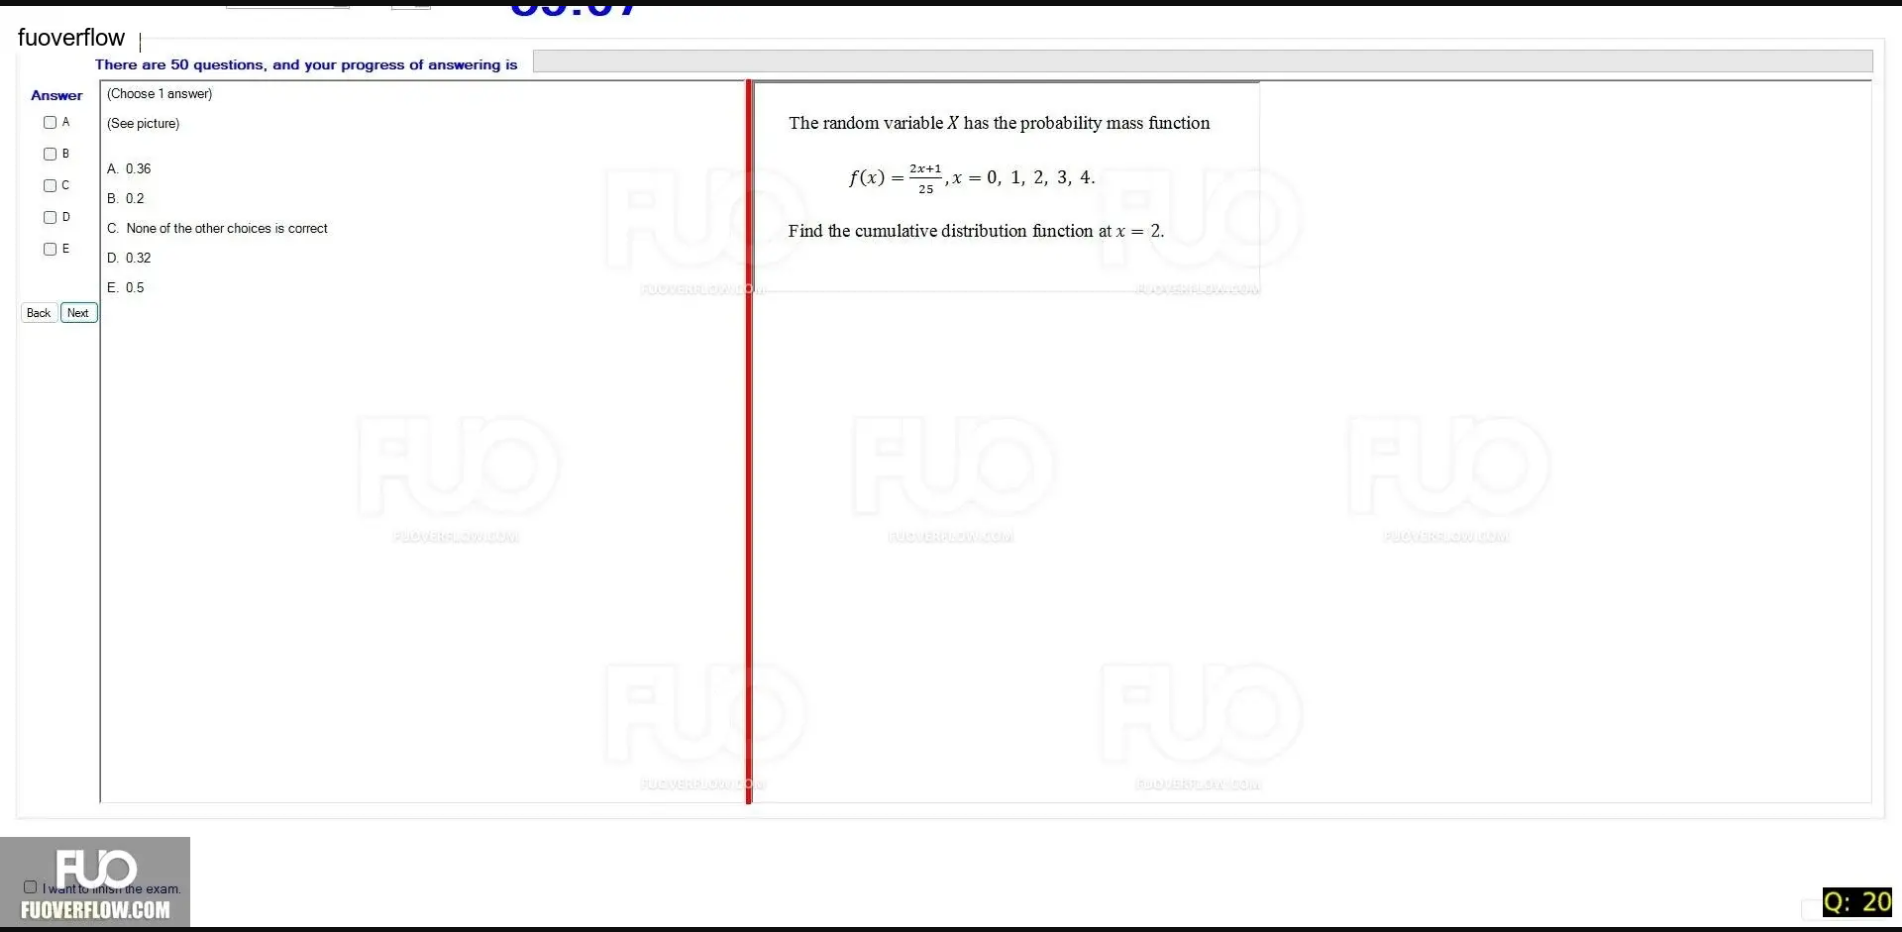 fuoverflow
There are 50 questions, and your progress of answering is
Answer
A
B
C
D
E
Back Next
(Choose 1 answer)
(See picture)
A. 0.36
B. 0.2
C. None of the other choices is correct
D. 0.32
E. 0.5
The random variable X has the probability mass function
f(x) = 2x+1/25, x = 0, 1, 2, 3, 4.
Find the cumulative distribution function at x = 2.
FUO
FUOVERFLOW.COM
FUO
FUOVERFLOW.COM
FUO
FUOVERFLOW.COM
FUO
FUOVERFLOW.COM
FUO
FUOVERFLOW.COM
FUO
FUOVERFLOW.COM
FUO
FUOVERFLOW.COM
FUO
I want to finish the exam.
FUOVERFLOW.COM
Q: 20